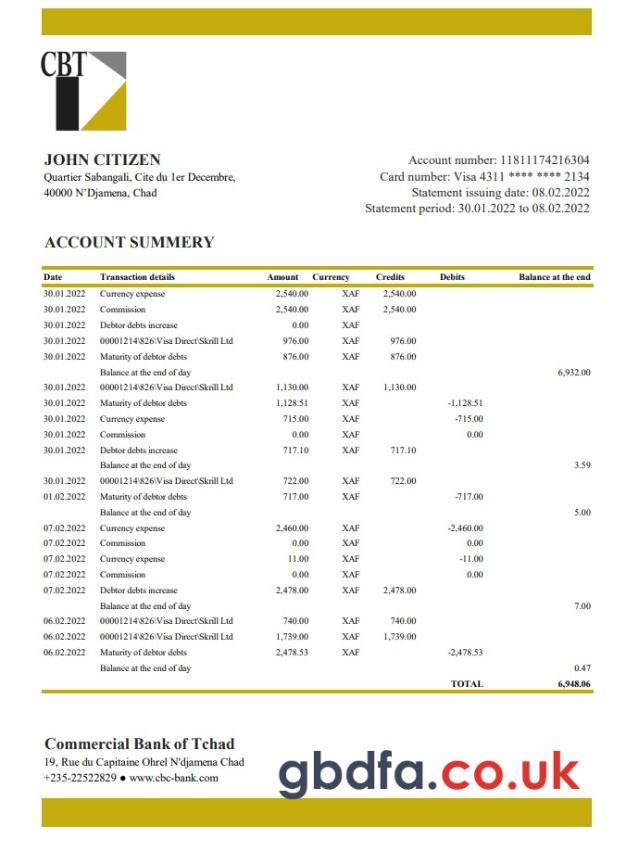 CBT
JOHN CITIZEN
Quartier Sabangali, Cite du 1er Decembre,
40000 N'Djamena, Chad
Account number: 11811174216304
Card number: Visa 4311 **** **** 2134
Statement issuing date: 08.02.2022
Statement period: 30.01.2022 to 08.02.2022
ACCOUNT SUMMERY
Date Transaction details Amount Currency Credits Debits Balance at the end
30.01.2022 Currency expense 2,540.00 XAF 2,540.00
30.01.2022 Commission 2,540.00 XAF 2,540.00
30.01.2022 Debtor debts increase 0.00 XAF
30.01.2022 00001214\826\Visa Direct\Skrill Ltd 976.00 XAF 976.00
30.01.2022 Maturity of debtor debts 876.00 XAF 876.00
Balance at the end of day 6,932.00
30.01.2022 00001214\826\Visa Direct\Skrill Ltd 1,130.00 XAF 1,130.00
30.01.2022 Maturity of debtor debts 1,128.51 XAF -1,128.51
30.01.2022 Currency expense 715.00 XAF -715.00
30.01.2022 Commission 0.00 XAF 0.00
30.01.2022 Debtor debts increase 717.10 XAF 717.10
Balance at the end of day 3.59
30.01.2022 00001214\826\Visa Direct\Skrill Ltd 722.00 XAF 722.00
01.02.2022 Maturity of debtor debts 717.00 XAF -717.00
Balance at the end of day 5.00
07.02.2022 Currency expense 2,460.00 XAF -2,460.00
07.02.2022 Commission 0.00 XAF 0.00
07.02.2022 Currency expense 11.00 XAF -11.00
07.02.2022 Commission 0.00 XAF 0.00
07.02.2022 Debtor debts increase 2,478.00 XAF 2,478.00
Balance at the end of day 7.00
06.02.2022 00001214\826\Visa Direct\Skrill Ltd 740.00 XAF 740.00
06.02.2022 00001214\826\Visa Direct\Skrill Ltd 1,739.00 XAF 1,739.00
06.02.2022 Maturity of debtor debts 2,478.53 XAF -2,478.53
Balance at the end of day 0.47
TOTAL 6,948.06
Commercial Bank of Tchad
19, Rue du Capitaine Ohrel N'djamena Chad
+235-22522829 ● www.cbc-bank.com
gbdfa.co.uk